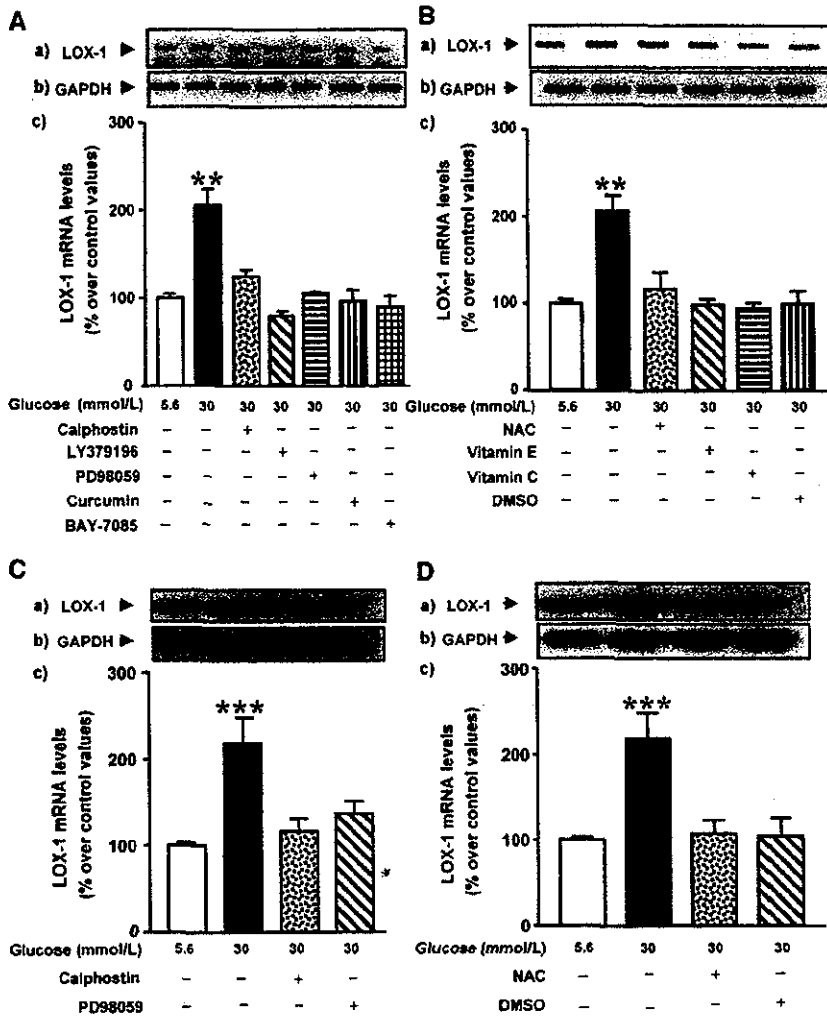 A
a) LOX-1
b) GAPDH
c)
300
200
100
0
LOX-1 mRNA levels
(% over control values)
**
Glucose (mmol/L) 5.6 30 30 30 30 30 30
Calphostin – – + – – – –
LY379196 – – – + – – –
PD98059 – – – – + – –
Curcumin – – – – – + –
BAY-7085 – – – – – – +
B
a) LOX-1
b) GAPDH
c)
300
200
100
0
LOX-1 mRNA levels
(% over control values)
**
Glucose (mmol/L) 5.6 30 30 30 30 30
NAC – – + – – –
Vitamin E – – – + – –
Vitamin C – – – – + –
DMSO – – – – – +
C
a) LOX-1
b) GAPDH
c)
300
200
100
0
LOX-1 mRNA levels
(% over control values)
***
*
Glucose (mmol/L) 5.6 30 30 30
Calphostin – – + –
PD98059 – – – +
D
a) LOX-1
b) GAPDH
c)
300
200
100
0
LOX-1 mRNA levels
(% over control values)
***
Glucose (mmol/L) 5.6 30 30 30
NAC – – + –
DMSO – – – +